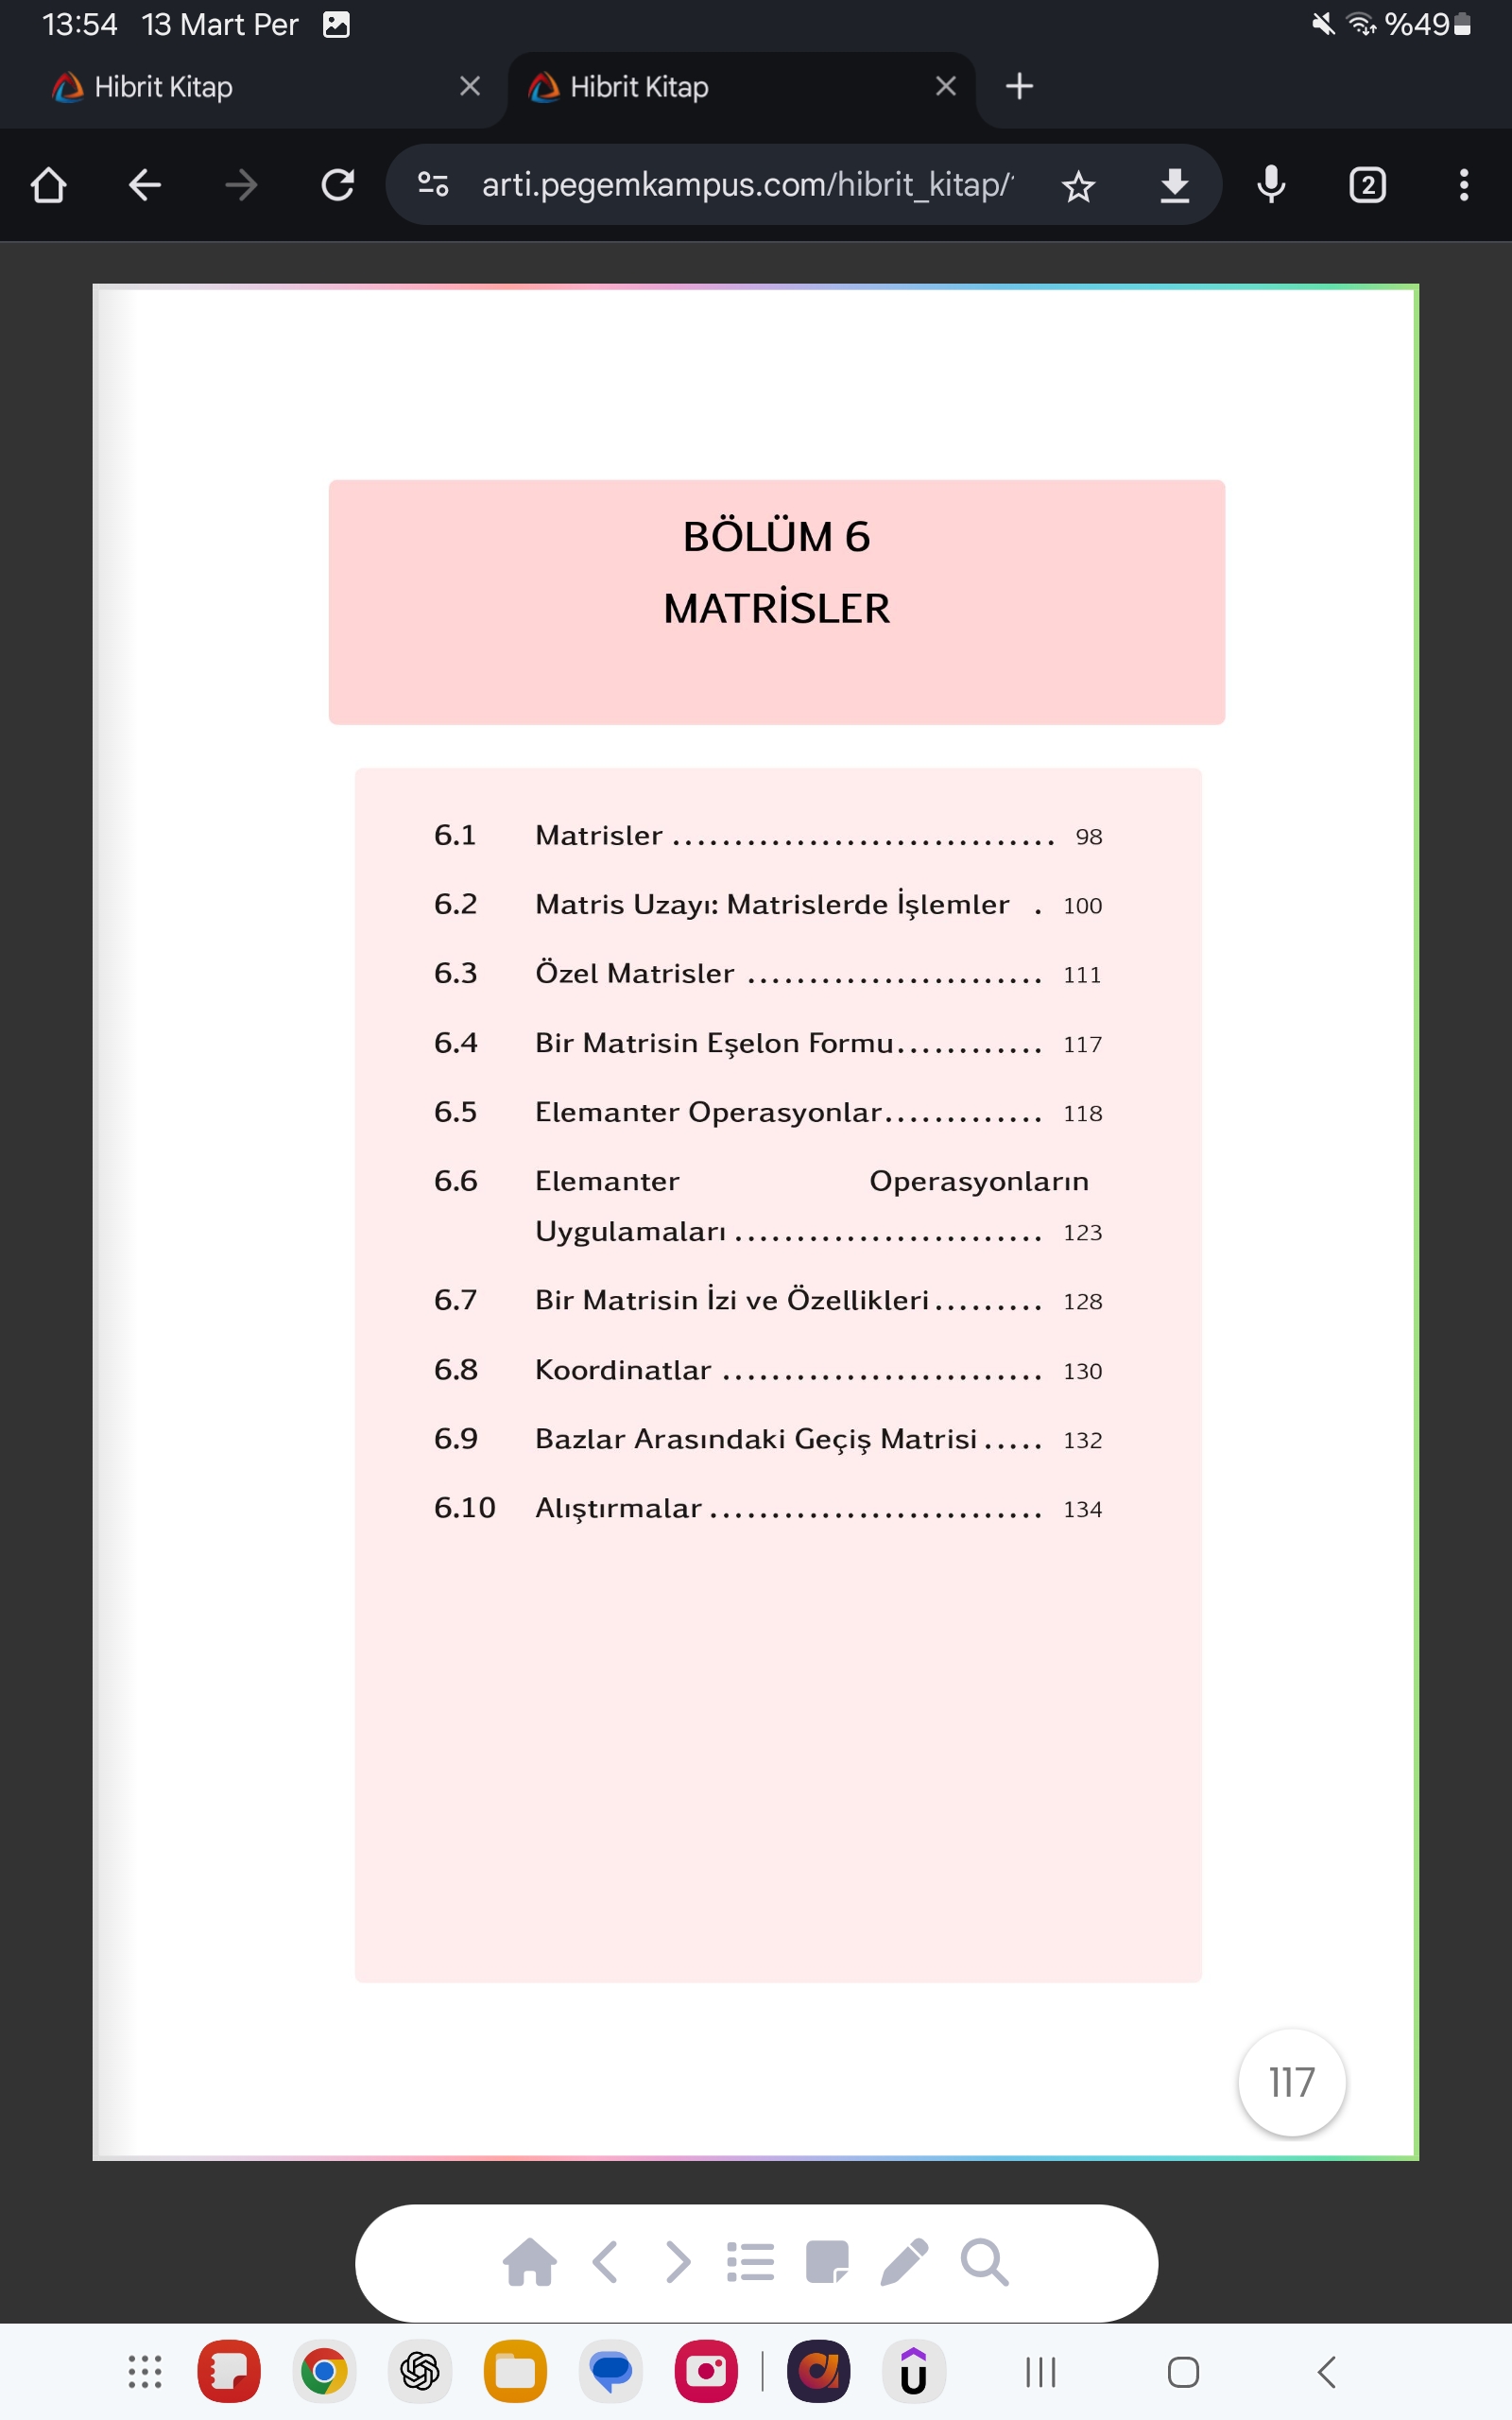 13:54 13 Mart Per %49
Hibrit Kitap Hibrit Kitap
arti.pegemkampus.com/hibrit_kitap/ 2
BÖLÜM 6
MATRİSLER
6.1 Matrisler ............................... 98
6.2 Matris Uzayı: Matrislerde İşlemler . 100
6.3 Özel Matrisler ........................ 111
6.4 Bir Matrisin Eşelon Formu............ 117
6.5 Elemanter Operasyonlar............. 118
6.6 Elemanter Operasyonların
Uygulamaları ......................... 123
6.7 Bir Matrisin İzi ve Özellikleri......... 128
6.8 Koordinatlar .......................... 130
6.9 Bazlar Arasındaki Geçiş Matrisi ..... 132
6.10 Alıştırmalar ........................... 134
117